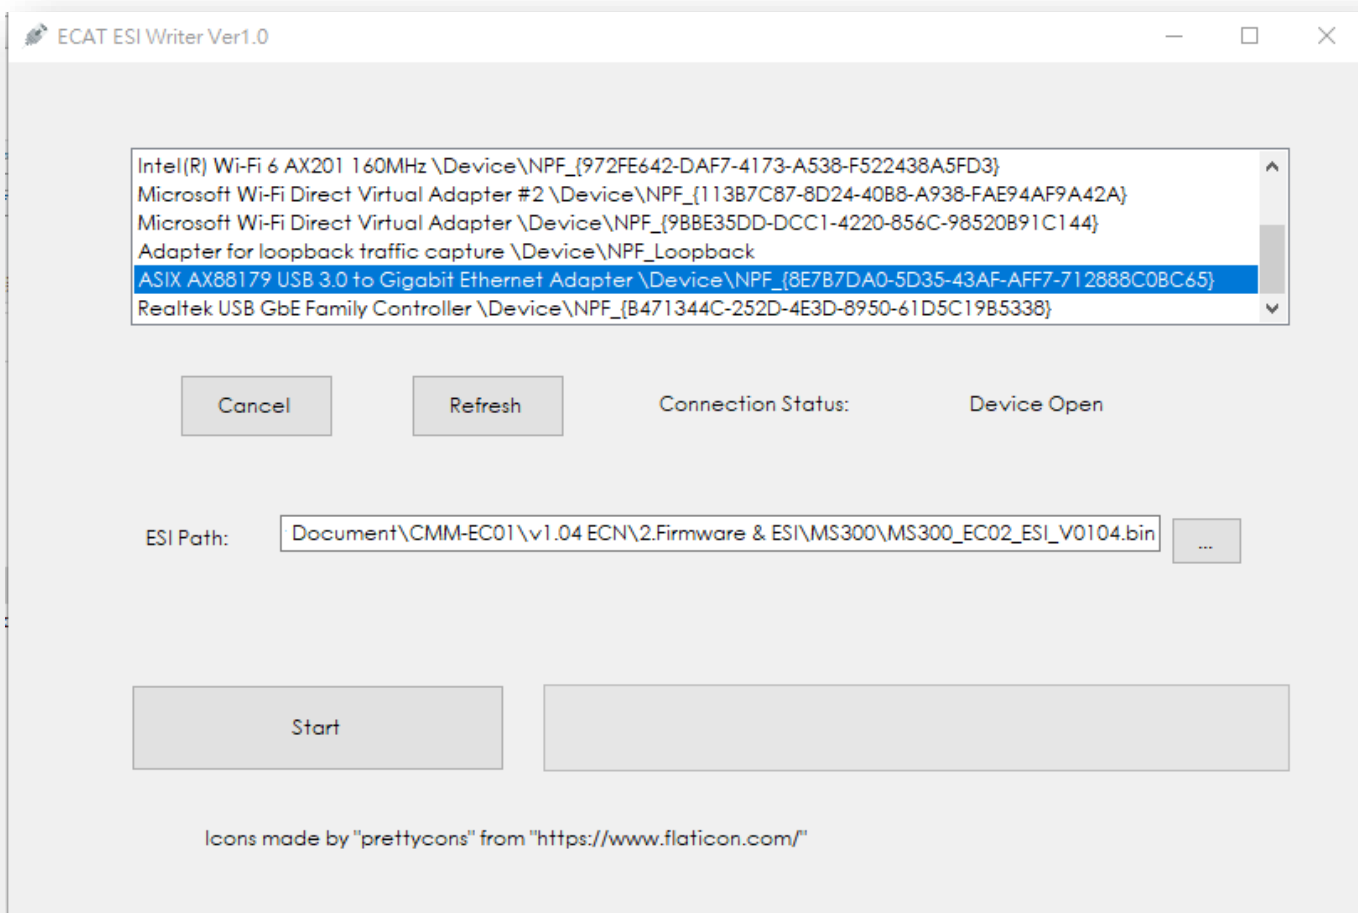 ECAT ESI Writer Ver1.0
Intel(R) Wi-Fi 6 AX201 160MHz \Device\NPF_{972FE642-DAF7-4173-A538-F522438A5FD3}
Microsoft Wi-Fi Direct Virtual Adapter #2 \Device\NPF_{113B7C87-8D24-40B8-A938-FAE94AF9A42A}
Microsoft Wi-Fi Direct Virtual Adapter \Device\NPF_{9BBE35DD-DCC1-4220-856C-98520B91C144}
Adapter for loopback traffic capture \Device\NPF_Loopback
ASIX AX88179 USB 3.0 to Gigabit Ethernet Adapter \Device\NPF_{8E7B7DA0-5D35-43AF-AFF7-712888C0BC65}
Realtek USB GbE Family Controller \Device\NPF_{B471344C-252D-4E3D-8950-61D5C19B5338}
Cancel Refresh Connection Status: Device Open
ESI Path: Document\CMM-EC01\v1.04 ECN\2.Firmware & ESI\MS300\MS300_EC02_ESI_V0104.bin ...
Start
Icons made by "prettycons" from "https://www.flaticon.com/"